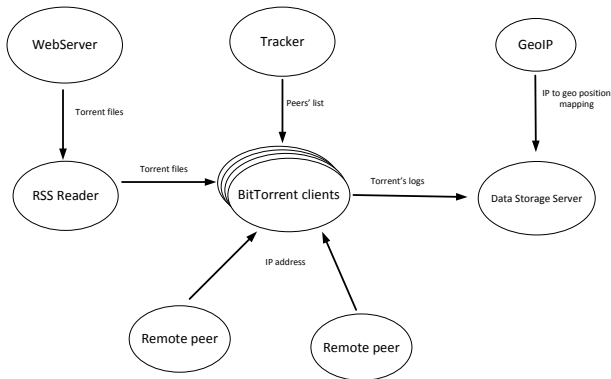 WebServer
Tracker
GeoIP
Torrent files
Peers' list
IP to geo position
mapping
RSS Reader
Torrent files
BitTorrent clients
Torrent's logs
Data Storage Server
IP address
Remote peer
Remote peer